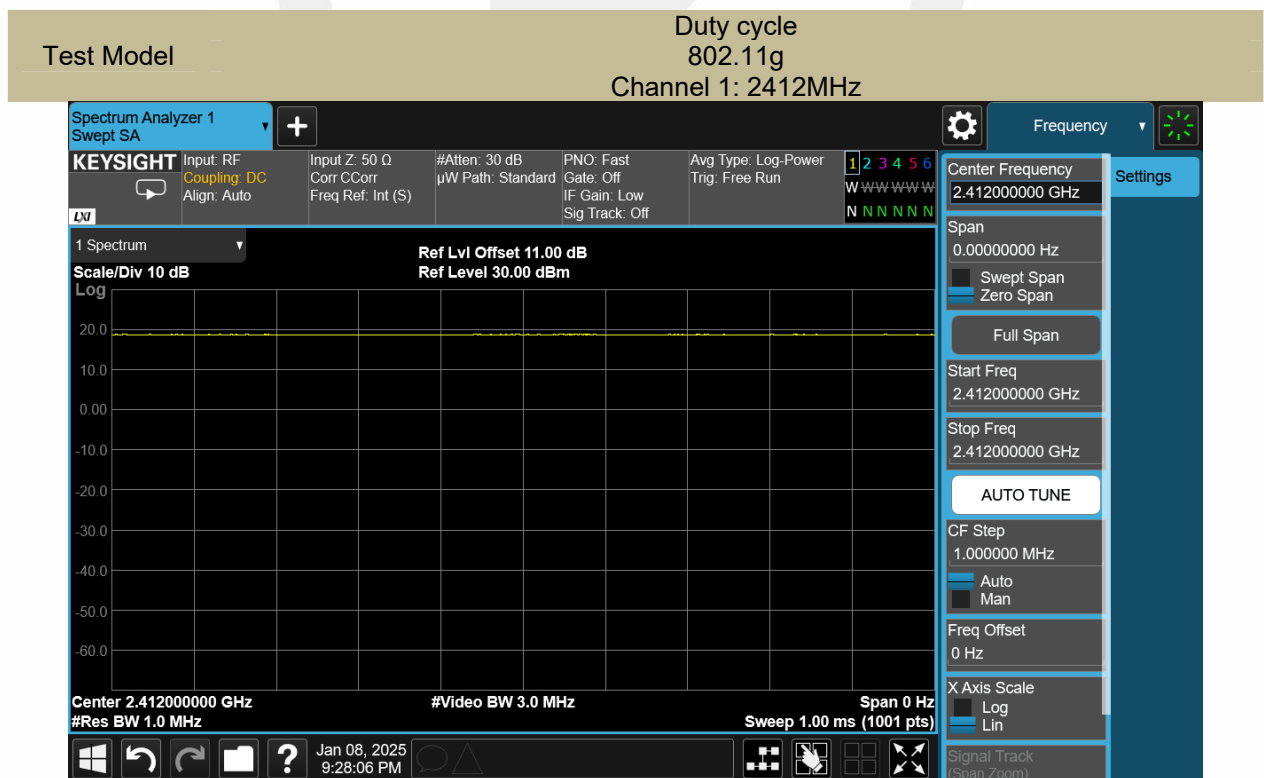 Test Model
Duty cycle
802.11g
Channel 1: 2412MHz
Spectrum Analyzer 1
Swept SA
Frequency
KEYSIGHT
LXI
Input: RF
Coupling: DC
Align: Auto
Input Z: 50 Ω
Corr CCorr
Freq Ref: Int (S)
#Atten: 30 dB
µW Path: Standard
PNO: Fast
Gate: Off
IF Gain: Low
Sig Track: Off
Avg Type: Log-Power
Trig: Free Run
1 2 3 4 5 6
W W W W W W
N N N N N N
1 Spectrum
Scale/Div 10 dB
Log
Ref Lvl Offset 11.00 dB
Ref Level 30.00 dBm
20.0
10.0
0.00
-10.0
-20.0
-30.0
-40.0
-50.0
-60.0
Center 2.412000000 GHz
#Res BW 1.0 MHz
#Video BW 3.0 MHz
Span 0 Hz
Sweep 1.00 ms (1001 pts)
Jan 08, 2025
9:28:06 PM
Center Frequency
2.412000000 GHz
Settings
Span
0.00000000 Hz
Swept Span
Zero Span
Full Span
Start Freq
2.412000000 GHz
Stop Freq
2.412000000 GHz
AUTO TUNE
CF Step
1.000000 MHz
Auto
Man
Freq Offset
0 Hz
X Axis Scale
Log
Lin
Signal Track
(Span Zoom)